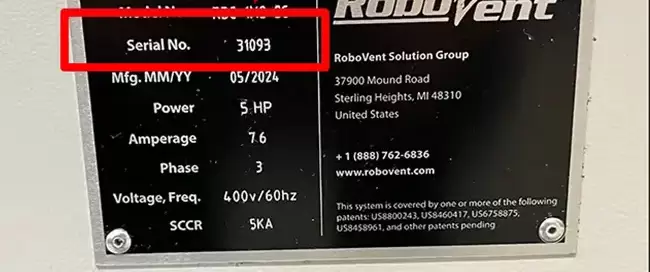 RoboVent
Serial No. 31093
RoboVent Solution Group
Mfg. MM/YY 05/2024
37900 Mound Road
Sterling Heights, MI 48310
Power 5 HP
United States
Amperage 7.6
Phase 3
+ 1 (888) 762-6836
www.robovent.com
Voltage, Freq. 400v/60hz
This system is covered by one or more of the following
patents: US8800243, US8460417, US6758875,
SCCR 5KA
US8458961, and other patents pending